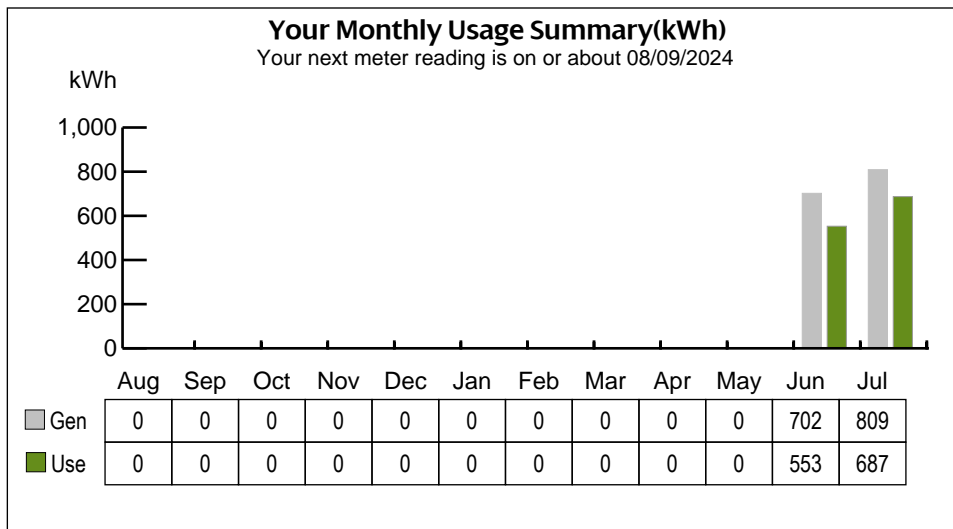 Your Monthly Usage Summary(kWh)
Your next meter reading is on or about 08/09/2024
kWh
1,000
800
600
400
200
0
Aug Sep Oct Nov Dec Jan Feb Mar Apr May Jun Jul
Gen 0 0 0 0 0 0 0 0 0 0 702 809
Use 0 0 0 0 0 0 0 0 0 0 553 687